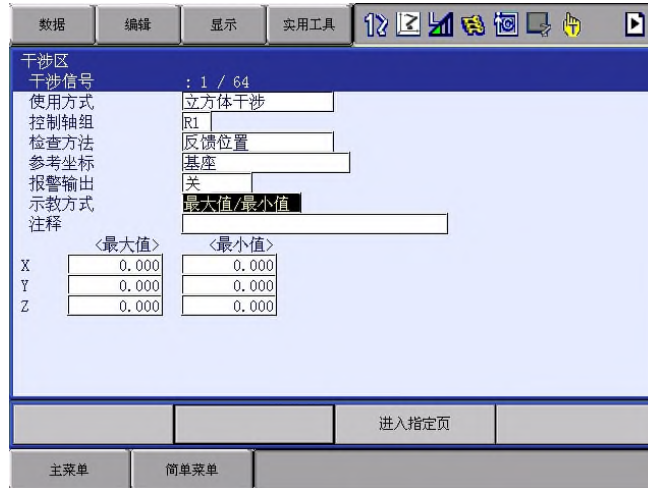 数据 编辑 显示 实用工具
干涉区
干涉信号 : 1 / 64
使用方式 立方体干涉
控制轴组 R1
检查方法 反馈位置
参考坐标 基座
报警输出 关
示教方式 最大值/最小值
注释
<最大值> <最小值>
X 0.000 0.000
Y 0.000 0.000
Z 0.000 0.000
进入指定页
主菜单 简单菜单